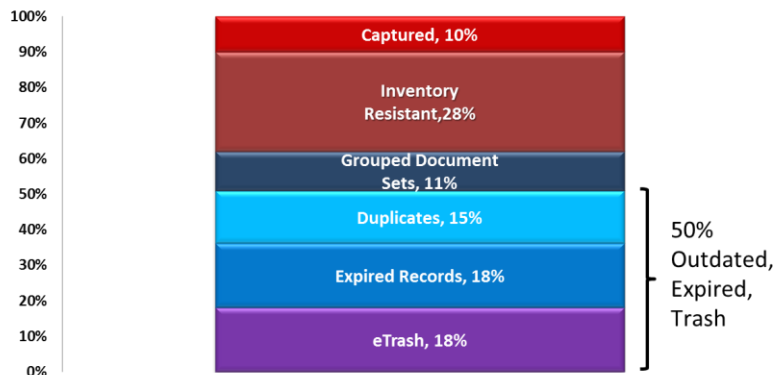 100%
90%
80%
70%
60%
50%
40%
30%
20%
10%
0%
Captured, 10%
Inventory
Resistant,28%
Grouped Document
Sets, 11%
Duplicates, 15%
Expired Records, 18%
eTrash, 18%
50%
Outdated,
Expired,
Trash